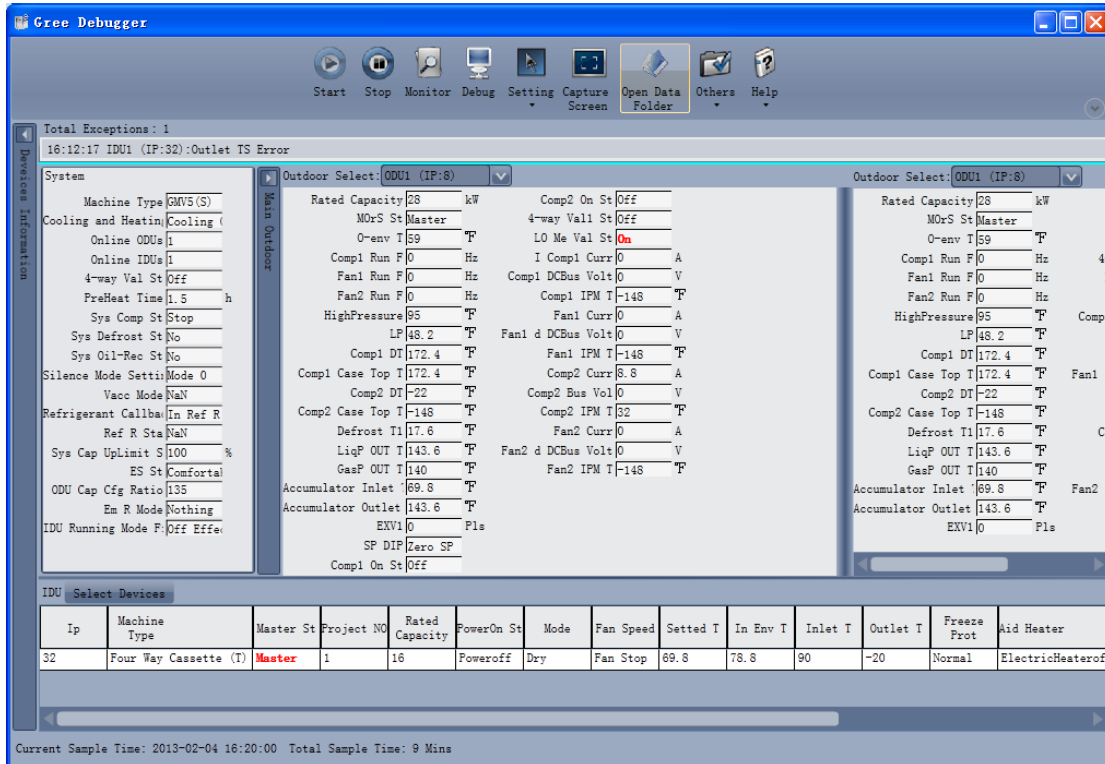 Gree Debugger
Start Stop Monitor Debug Setting Capture Screen Open Data Folder Others Help
Total Exceptions: 1
16:12:17 IDU1 (IP:32):Outlet TS Error
Deveices Information
System
Machine Type GMV5(S)
Cooling and Heatin Cooling (
Online ODUs 1
Online IDUs 1
4-way Val St Off
PreHeat Time 1.5 h
Sys Comp St Stop
Sys Defrost St No
Sys Oil-Rec St No
Silence Mode Setti Mode 0
Vacc Mode NaN
Refrigerant Callba In Ref R
Ref R Sta NaN
Sys Cap UpLimit S 100 %
ES St Comforta
ODU Cap Cfg Ratio 135
Em R Mode Nothing
IDU Running Mode F: Off Effe
Main Outdoor
Outdoor Select: ODU1 (IP:8)
Rated Capacity 28 kW
MOrS St Master
O-env T 59 ℉
Comp1 Run F 0 Hz
Fan1 Run F 0 Hz
Fan2 Run F 0 Hz
HighPressure 95 ℉
LP 48.2 ℉
Comp1 DT 172.4 ℉
Comp1 Case Top T 172.4 ℉
Comp2 DT -22 ℉
Comp2 Case Top T -148 ℉
Defrost T1 17.6 ℉
LiqP OUT T 143.6 ℉
GasP OUT T 140 ℉
Accumulator Inlet 69.8 ℉
Accumulator Outlet 143.6 ℉
EXV1 0 Pls
SP DIP Zero SP
Comp1 On St Off
Comp2 On St Off
4-way Val1 St Off
LO Me Val St On
I Comp1 Curr 0 A
Comp1 DCBus Volt 0 V
Comp1 IPM T -148 ℉
Fan1 Curr 0 A
Fan1 d DCBus Volt 0 V
Fan1 IPM T -148 ℉
Comp2 Curr 8.8 A
Comp2 Bus Vol 0 V
Comp2 IPM T 32 ℉
Fan2 Curr 0 A
Fan2 d DCBus Volt 0 V
Fan2 IPM T -148 ℉
Outdoor Select: ODU1 (IP:8)
Rated Capacity 28 kW
MOrS St Master
O-env T 59 ℉
Comp1 Run F 0 Hz 4
Fan1 Run F 0 Hz
Fan2 Run F 0 Hz
HighPressure 95 ℉ Comp
LP 48.2 ℉
Comp1 DT 172.4 ℉
Comp1 Case Top T 172.4 ℉ Fan1
Comp2 DT -22 ℉
Comp2 Case Top T -148 ℉
Defrost T1 17.6 ℉ C
LiqP OUT T 143.6 ℉
GasP OUT T 140 ℉
Accumulator Inlet 69.8 ℉ Fan2
Accumulator Outlet 143.6 ℉
EXV1 0 Pls
IDU Select Devices
Ip Machine Type Master St Project NO Rated Capacity PowerOn St Mode Fan Speed Setted T In Env T Inlet T Outlet T Freeze Prot Aid Heater
32 Four Way Cassette (T) Master 1 16 Poweroff Dry Fan Stop 69.8 78.8 90 -20 Normal ElectricHeaterof
Current Sample Time: 2013-02-04 16:20:00 Total Sample Time: 9 Mins